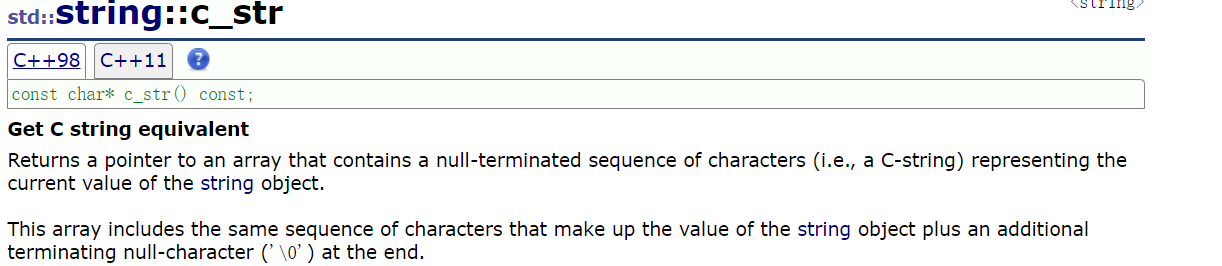 std::string::c_str
<string>
C++98 C++11 ?
const char* c_str() const;
Get C string equivalent
Returns a pointer to an array that contains a null-terminated sequence of characters (i.e., a C-string) representing the
current value of the string object.
This array includes the same sequence of characters that make up the value of the string object plus an additional
terminating null-character ('\0') at the end.